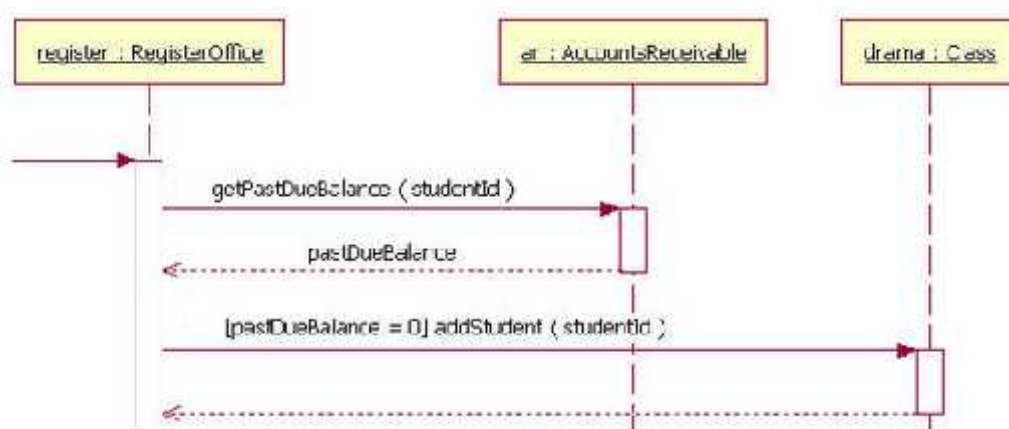 register : RegisterOffice
ar : AccountsReceivable
drama : Class
getPastDueBalance ( studentId )
pastDueBalance
[pastDueBalance = 0] addStudent ( studentId )